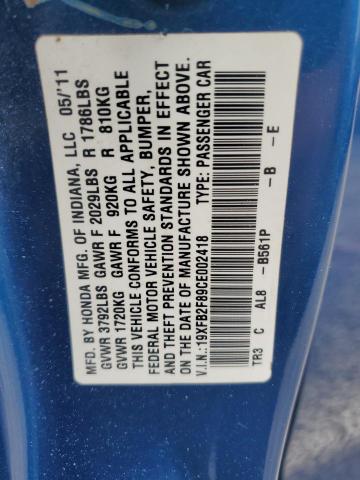 MFD. BY HONDA MFG. OF INDIANA, LLC 05/'11
GVWR 3792LBS GAWR F 2029LBS R 1786LBS
GVWR 1720KG GAWR F 920KG R 810KG
THIS VEHICLE CONFORMS TO ALL APPLICABLE
FEDERAL MOTOR VEHICLE SAFETY, BUMPER,
AND THEFT PREVENTION STANDARDS IN EFFECT
ON THE DATE OF MANUFACTURE SHOWN ABOVE.
V.I.N.:19XFB2F89CE002418 TYPE: PASSENGER CAR
TR3 C AL8 -B561P -B -E